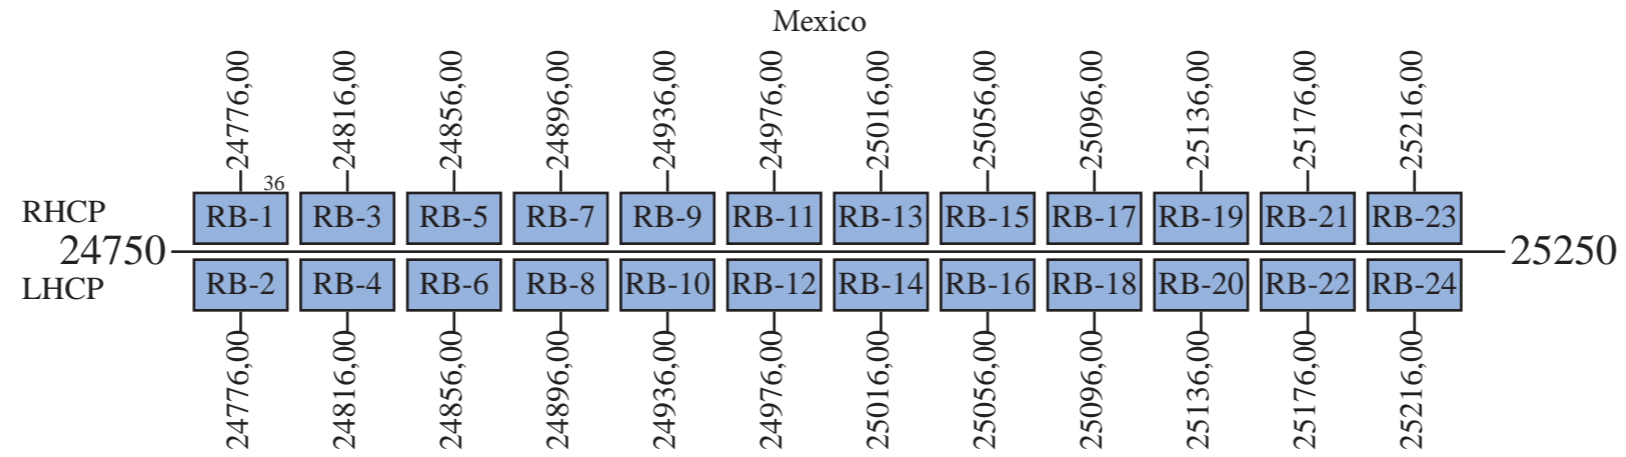 Mexico
24776,00 24816,00 24856,00 24896,00 24936,00 24976,00 25016,00 25056,00 25096,00 25136,00 25176,00 25216,00
36
RHCP RB-1 RB-3 RB-5 RB-7 RB-9 RB-11 RB-13 RB-15 RB-17 RB-19 RB-21 RB-23
24750 25250
LHCP RB-2 RB-4 RB-6 RB-8 RB-10 RB-12 RB-14 RB-16 RB-18 RB-20 RB-22 RB-24
24776,00 24816,00 24856,00 24896,00 24936,00 24976,00 25016,00 25056,00 25096,00 25136,00 25176,00 25216,00